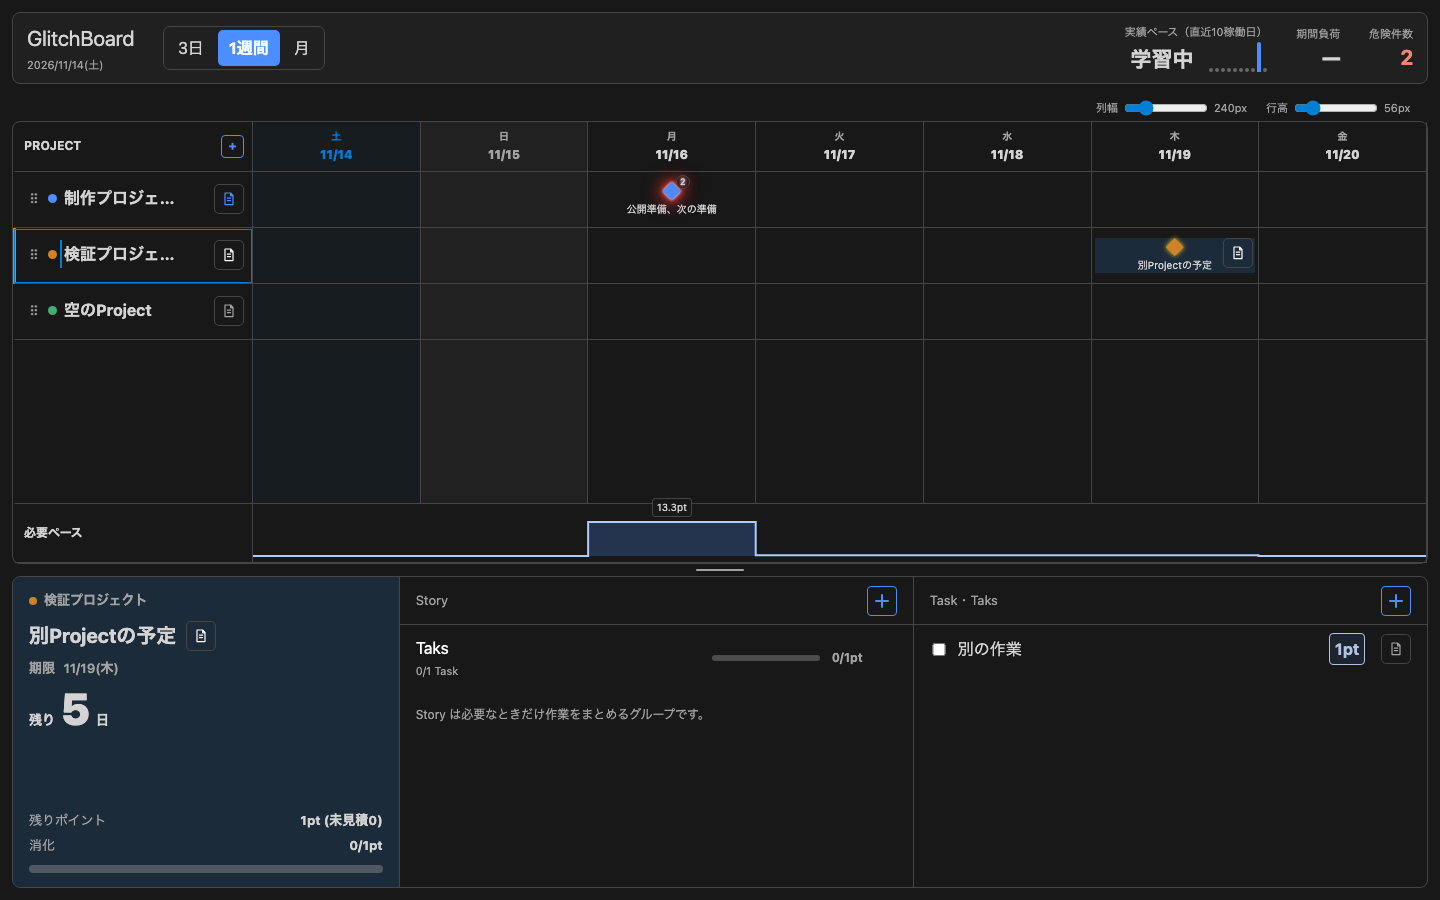 GlitchBoard
2026/11/14(土)
3日 1週間 月
実績ペース（直近10稼働日）
学習中
期間負荷
—
危険件数
2
列幅 240px 行高 56px
PROJECT +
土
11/14
日
11/15
月
11/16
火
11/17
水
11/18
木
11/19
金
11/20
制作プロジェ...
2
公開準備、次の準備
検証プロジェ...
別Projectの予定
空のProject
必要ペース
13.3pt
検証プロジェクト
別Projectの予定
期限 11/19(木)
残り 5 日
残りポイント 1pt (未見積0)
消化 0/1pt
Story +
Taks
0/1 Task
0/1pt
Story は必要なときだけ作業をまとめるグループです。
Task・Taks +
別の作業 1pt